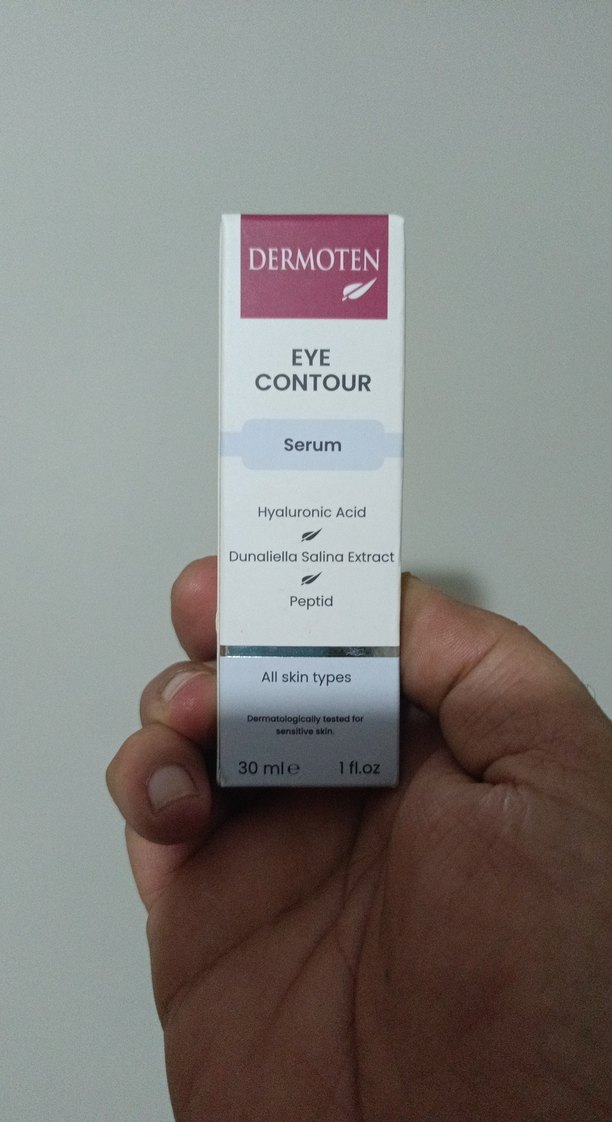 DERMOTEN
EYE
CONTOUR
Serum
Hyaluronic Acid
Dunaliella Salina Extract
Peptid
All skin types
Dermatologically tested for
sensitive skin.
30 ml ℮ 1 fl.oz